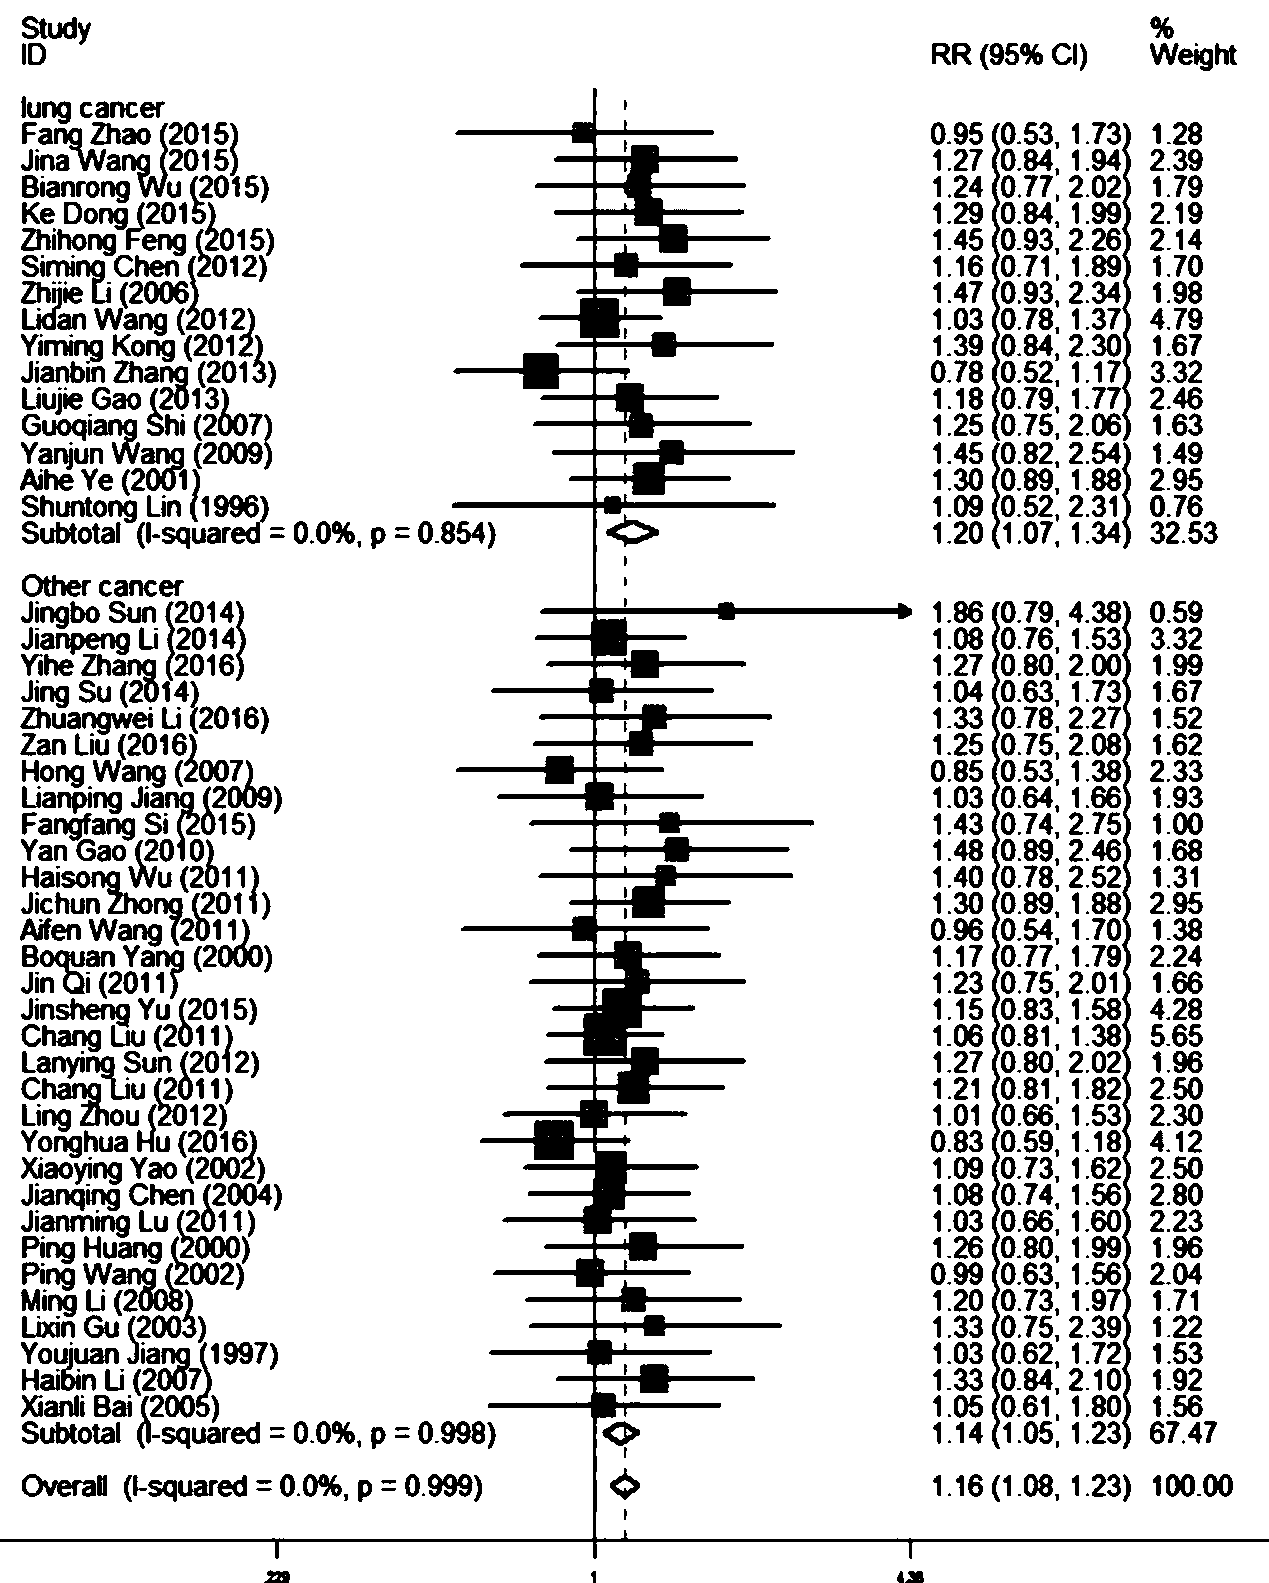 Study %
ID RR (95% CI) Weight
lung cancer
Fang Zhao (2015) 0.95 (0.53, 1.73) 1.28
Jina Wang (2015) 1.27 (0.84, 1.94) 2.39
Bianrong Wu (2015) 1.24 (0.77, 2.02) 1.79
Ke Dong (2015) 1.29 (0.84, 1.99) 2.19
Zhihong Feng (2015) 1.45 (0.93, 2.26) 2.14
Siming Chen (2012) 1.16 (0.71, 1.89) 1.70
Zhijie Li (2006) 1.47 (0.93, 2.34) 1.98
Lidan Wang (2012) 1.03 (0.78, 1.37) 4.79
Yiming Kong (2012) 1.39 (0.84, 2.30) 1.67
Jianbin Zhang (2013) 0.78 (0.52, 1.17) 3.32
Liujie Gao (2013) 1.18 (0.79, 1.77) 2.46
Guoqiang Shi (2007) 1.25 (0.75, 2.06) 1.63
Yanjun Wang (2009) 1.45 (0.82, 2.54) 1.49
Aihe Ye (2001) 1.30 (0.89, 1.88) 2.95
Shuntong Lin (1996) 1.09 (0.52, 2.31) 0.76
Subtotal (I-squared = 0.0%, p = 0.854) 1.20 (1.07, 1.34) 32.53
Other cancer
Jingbo Sun (2014) 1.86 (0.79, 4.38) 0.59
Jianpeng Li (2014) 1.08 (0.76, 1.53) 3.32
Yihe Zhang (2016) 1.27 (0.80, 2.00) 1.99
Jing Su (2014) 1.04 (0.63, 1.73) 1.67
Zhuangwei Li (2016) 1.33 (0.78, 2.27) 1.52
Zan Liu (2016) 1.25 (0.75, 2.08) 1.62
Hong Wang (2007) 0.85 (0.53, 1.38) 2.33
Lianping Jiang (2009) 1.03 (0.64, 1.66) 1.93
Fangfang Si (2015) 1.43 (0.74, 2.75) 1.00
Yan Gao (2010) 1.48 (0.89, 2.46) 1.68
Haisong Wu (2011) 1.40 (0.78, 2.52) 1.31
Jichun Zhong (2011) 1.30 (0.89, 1.88) 2.95
Aifen Wang (2011) 0.96 (0.54, 1.70) 1.38
Boquan Yang (2000) 1.17 (0.77, 1.79) 2.24
Jin Qi (2011) 1.23 (0.75, 2.01) 1.66
Jinsheng Yu (2015) 1.15 (0.83, 1.58) 4.28
Chang Liu (2011) 1.06 (0.81, 1.38) 5.65
Lanying Sun (2012) 1.27 (0.80, 2.02) 1.96
Chang Liu (2011) 1.21 (0.81, 1.82) 2.50
Ling Zhou (2012) 1.01 (0.66, 1.53) 2.30
Yonghua Hu (2016) 0.83 (0.59, 1.18) 4.12
Xiaoying Yao (2002) 1.09 (0.73, 1.62) 2.50
Jianqing Chen (2004) 1.08 (0.74, 1.56) 2.80
Jianming Lu (2011) 1.03 (0.66, 1.60) 2.23
Ping Huang (2000) 1.26 (0.80, 1.99) 1.96
Ping Wang (2002) 0.99 (0.63, 1.56) 2.04
Ming Li (2008) 1.20 (0.73, 1.97) 1.71
Lixin Gu (2003) 1.33 (0.75, 2.39) 1.22
Youjuan Jiang (1997) 1.03 (0.62, 1.72) 1.53
Haibin Li (2007) 1.33 (0.84, 2.10) 1.92
Xianli Bai (2005) 1.05 (0.61, 1.80) 1.56
Subtotal (I-squared = 0.0%, p = 0.998) 1.14 (1.05, 1.23) 67.47
Overall (I-squared = 0.0%, p = 0.999) 1.16 (1.08, 1.23) 100.00
.229 1 4.38